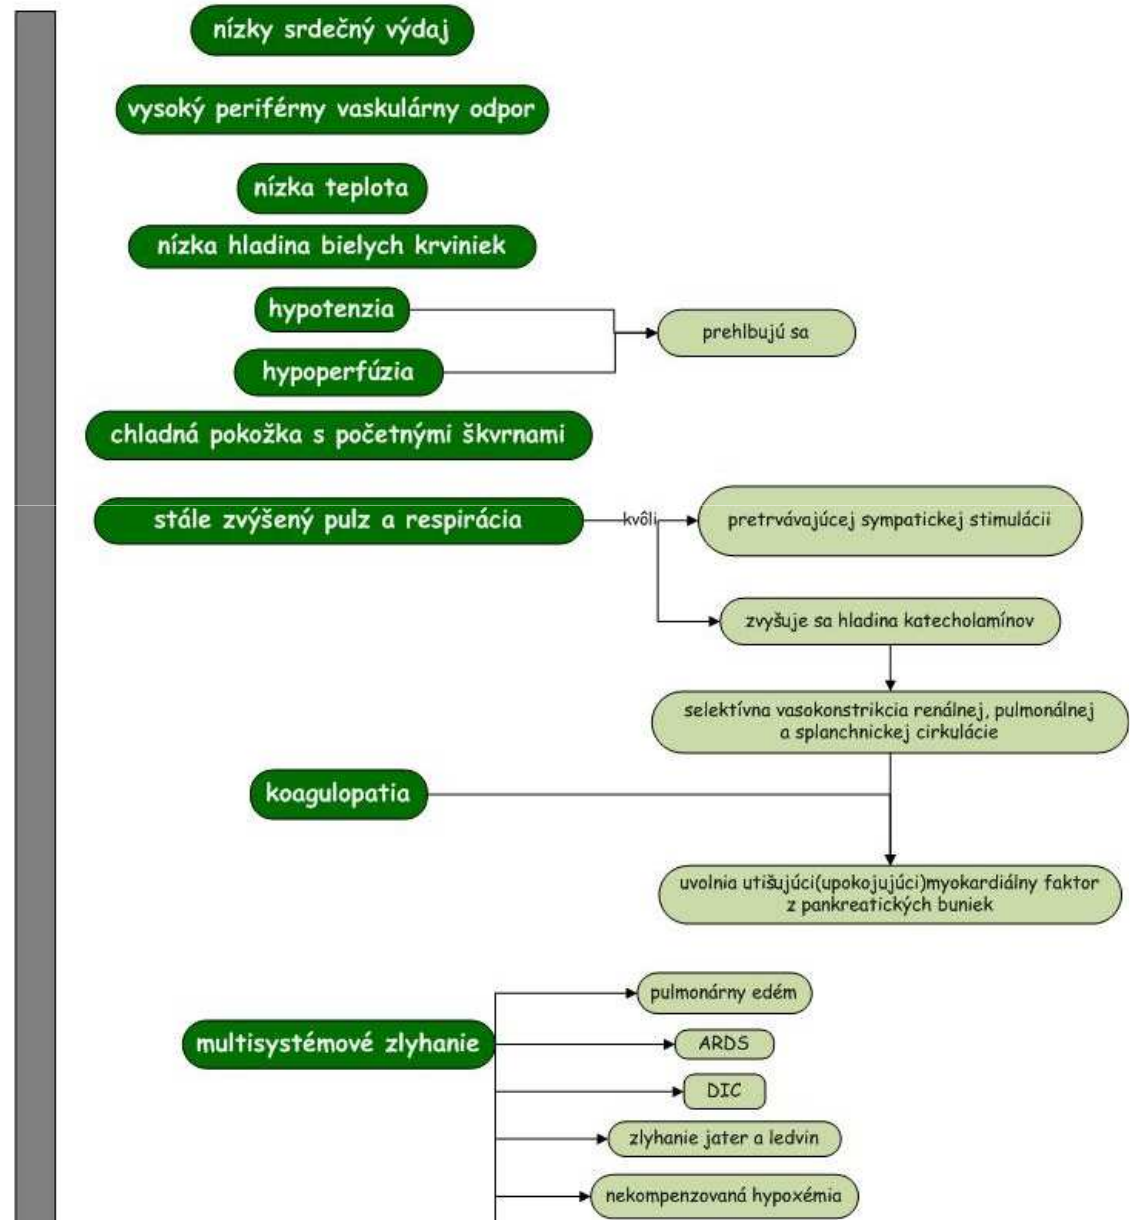 nízky srdečný výdaj
vysoký periférny vaskulárny odpor
nízka teplota
nízka hladina bielych krviniek
hypotenzia
prehlbujú sa
hypoperfúzia
chladná pokožka s početnými škvrnami
stále zvýšený pulz a respirácia
kvôli
pretrvávajúcej sympatickej stimulácii
zvyšuje sa hladina katecholamínov
selektívna vasokonstrikcia renálnej, pulmonálnej
a splanchnickej cirkulácie
koagulopatia
uvolnia utišujúci(upokojujúci)myokardiálny faktor
z pankreatických buniek
pulmonárny edém
multisystémové zlyhanie
ARDS
DIC
zlyhanie jater a ledvin
nekompenzovaná hypoxémia